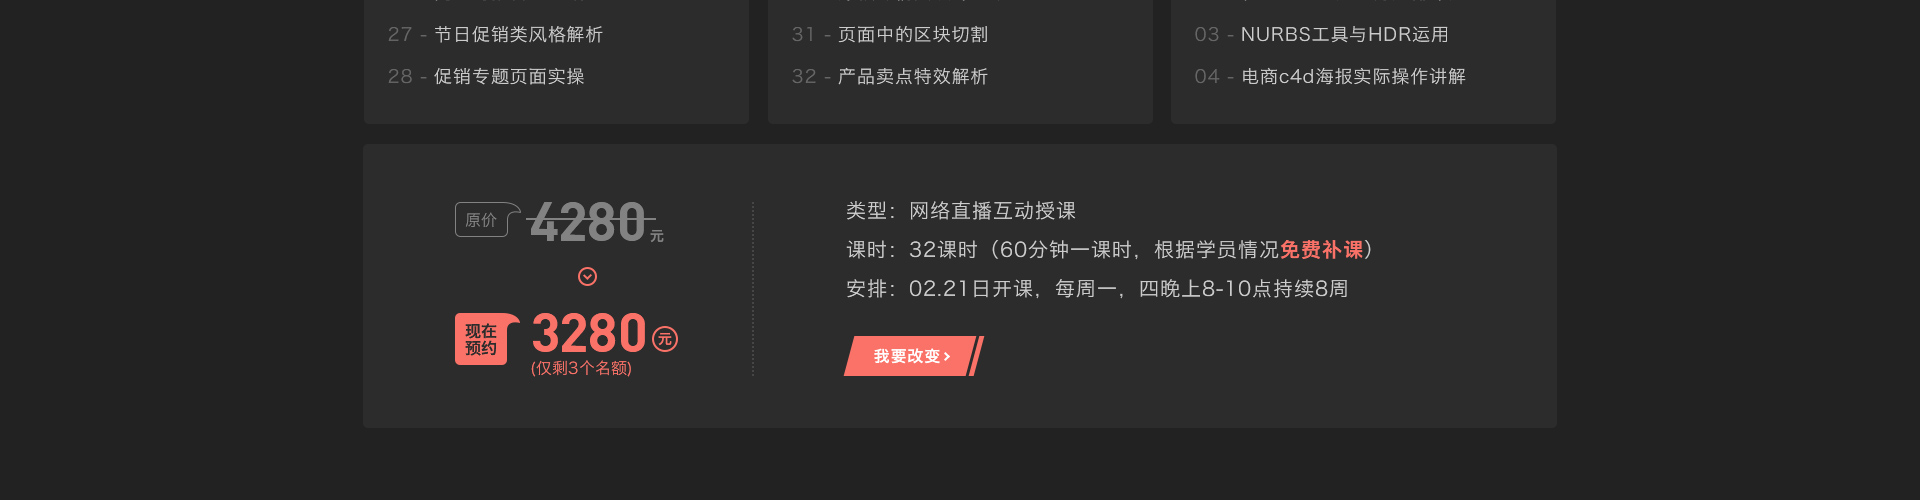 27 - 节日促销类风格解析
28 - 促销专题页面实操
31 - 页面中的区块切割
32 - 产品卖点特效解析
03 - NURBS工具与HDR运用
04 - 电商c4d海报实际操作讲解
原价
4280元
现在
预约
3280元
(仅剩3个名额)
类型：网络直播互动授课
课时：32课时（60分钟一课时，根据学员情况免费补课）
安排：02.21日开课，每周一，四晚上8-10点持续8周
我要改变